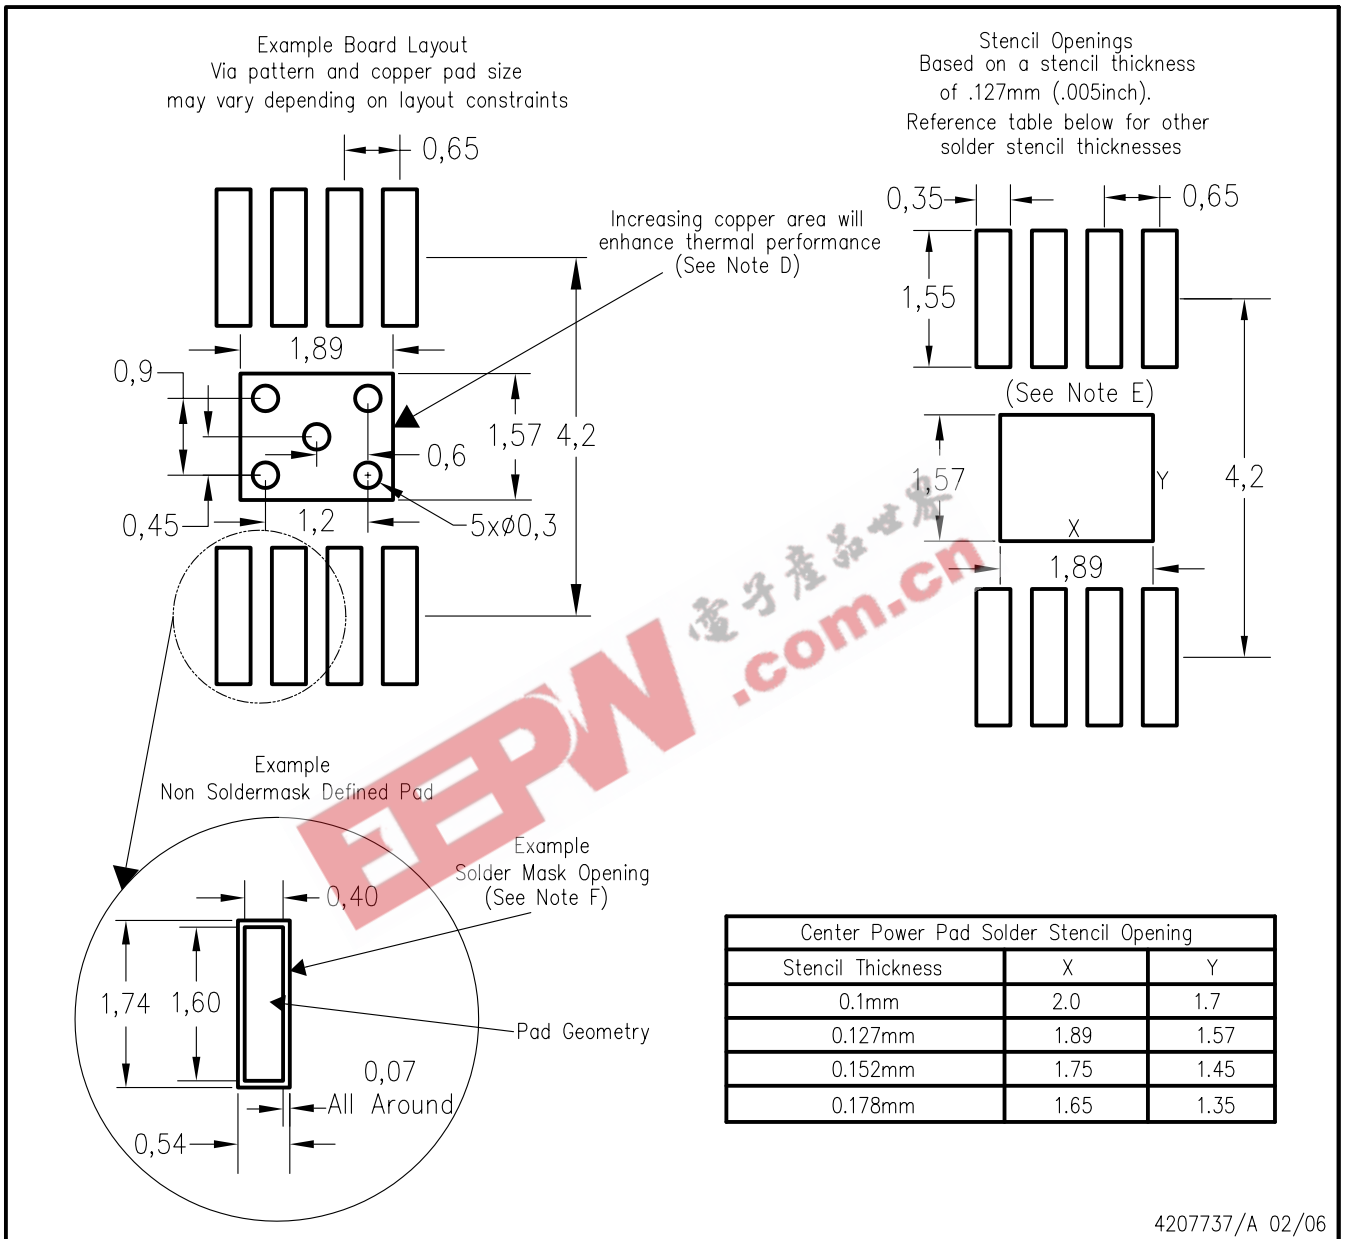 Example Board Layout
Via pattern and copper pad size
may vary depending on layout constraints
0,65
Increasing copper area will
enhance thermal performance
(See Note D)
1,89
0,9
1,57
4,2
0,6
0,45
1,2
5xø0,3
Stencil Openings
Based on a stencil thickness
of .127mm (.005inch).
Reference table below for other
solder stencil thicknesses
0,35
0,65
1,55
(See Note E)
1,57
Y
4,2
X
1,89
電子產品世界
.com.cn
EEPW
Example
Non Soldermask Defined Pad
Example
Solder Mask Opening
(See Note F)
0,40
1,74
1,60
Pad Geometry
0,07
All Around
0,54
Center Power Pad Solder Stencil Opening
Stencil Thickness X Y
0.1mm 2.0 1.7
0.127mm 1.89 1.57
0.152mm 1.75 1.45
0.178mm 1.65 1.35
4207737/A 02/06